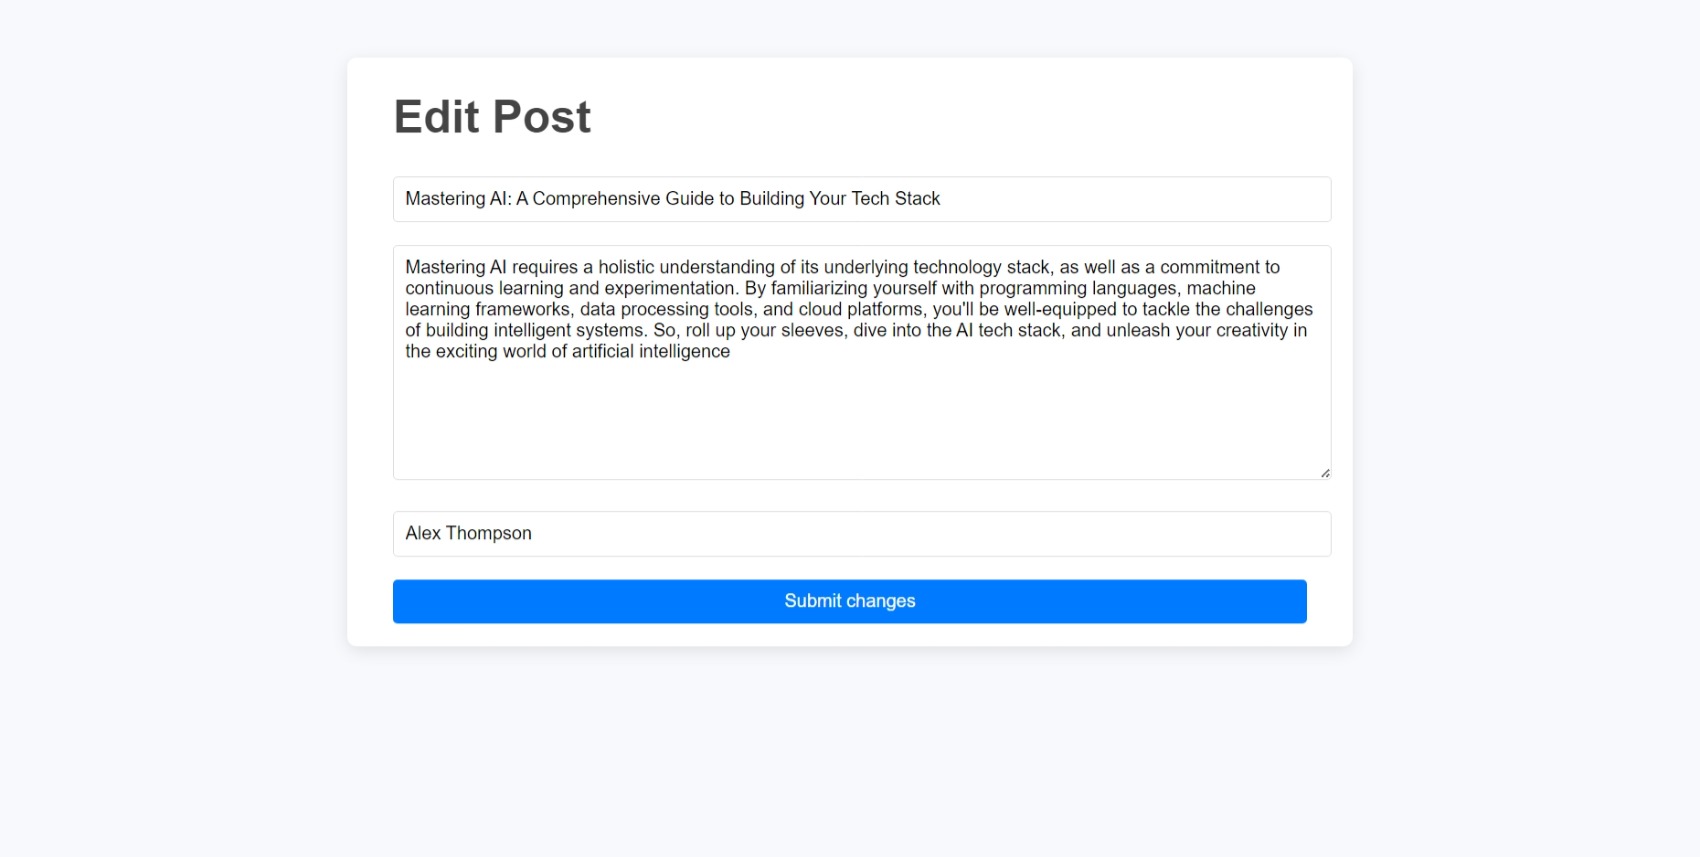 Edit Post
Mastering AI: A Comprehensive Guide to Building Your Tech Stack
Mastering AI requires a holistic understanding of its underlying technology stack, as well as a commitment to
continuous learning and experimentation. By familiarizing yourself with programming languages, machine
learning frameworks, data processing tools, and cloud platforms, you'll be well-equipped to tackle the challenges
of building intelligent systems. So, roll up your sleeves, dive into the AI tech stack, and unleash your creativity in
the exciting world of artificial intelligence
Alex Thompson
Submit changes